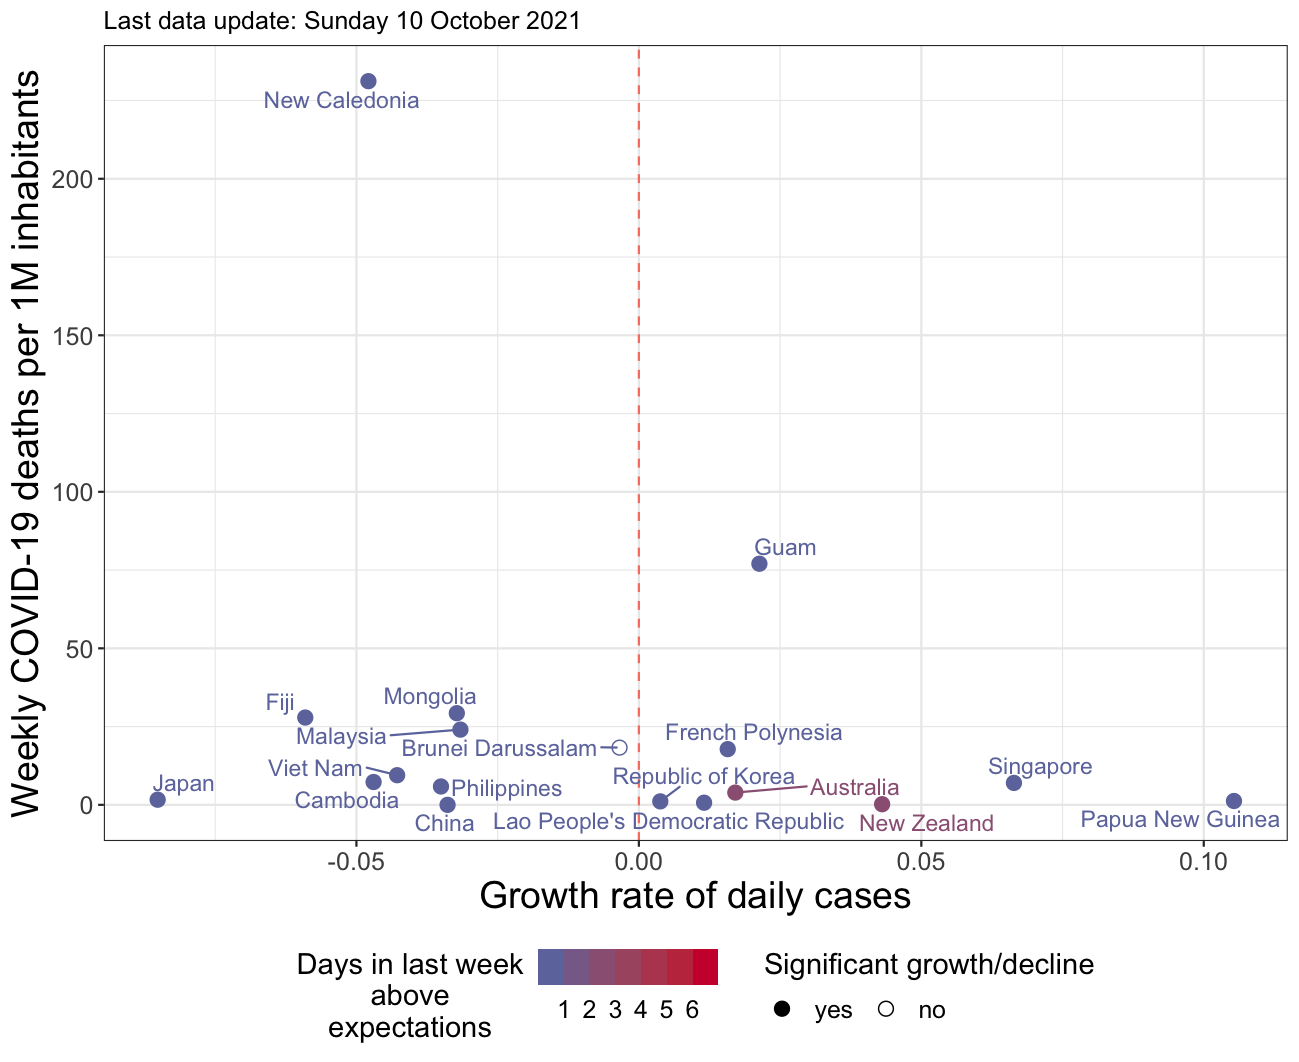 Last data update: Sunday 10 October 2021
Weekly COVID-19 deaths per 1M inhabitants
200
150
100
50
0
New Caledonia
Guam
Fiji
Mongolia
Malaysia
Brunei Darussalam
French Polynesia
Viet Nam
Republic of Korea
Singapore
Japan
Philippines
Australia
Cambodia
China
Lao People's Democratic Republic
New Zealand
Papua New Guinea
-0.05
0.00
0.05
0.10
Growth rate of daily cases
Days in last week
above
expectations
1 2 3 4 5 6
Significant growth/decline
yes no